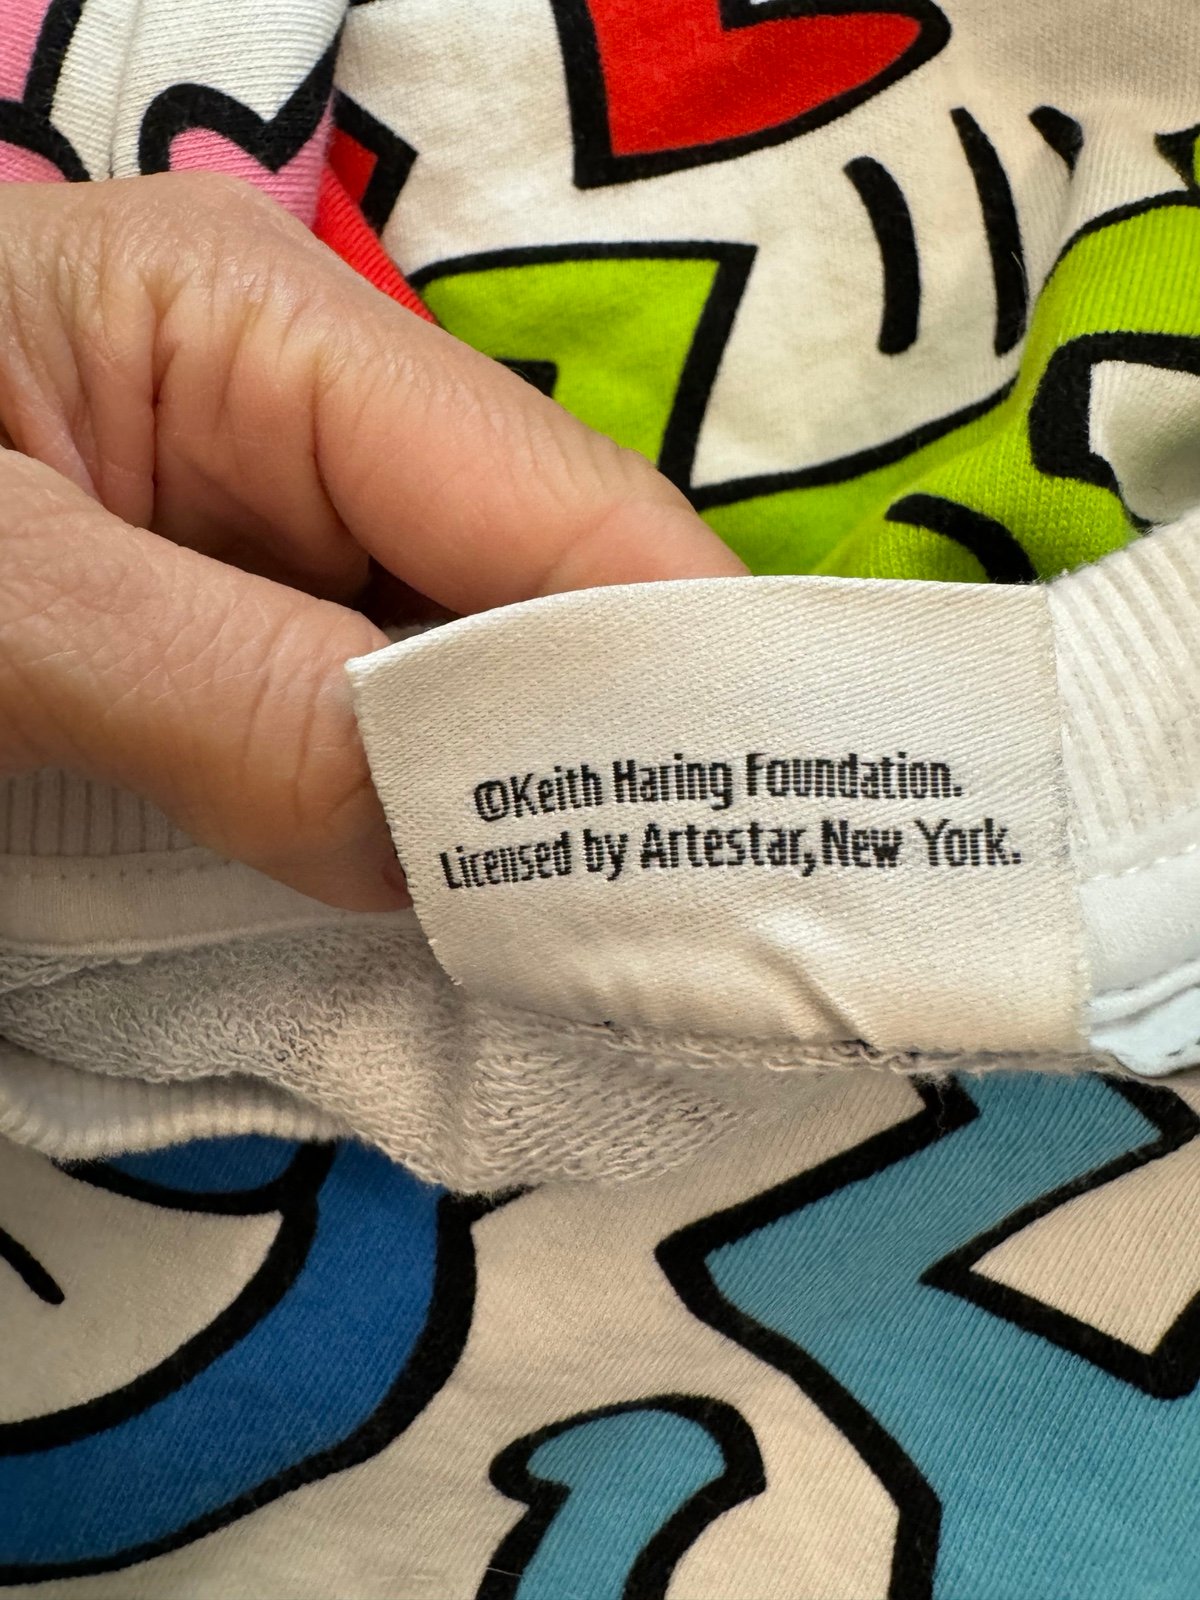 ©Keith Haring Foundation.
Licensed by Artestar, New York.